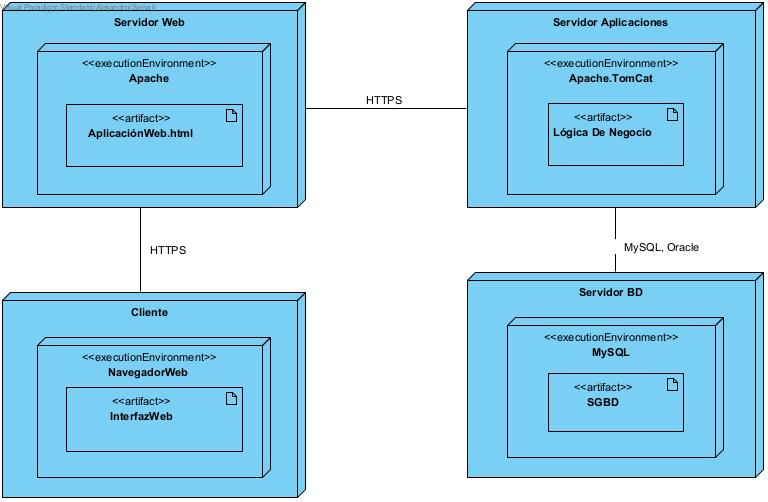 Visual Paradigm Standard(Alejandro(Sena))
Servidor Web
<<executionEnvironment>>
Apache
<<artifact>>
AplicaciónWeb.html
HTTPS
Servidor Aplicaciones
<<executionEnvironment>>
Apache.TomCat
<<artifact>>
Lógica De Negocio
HTTPS
MySQL, Oracle
Cliente
<<executionEnvironment>>
NavegadorWeb
<<artifact>>
InterfazWeb
Servidor BD
<<executionEnvironment>>
MySQL
<<artifact>>
SGBD